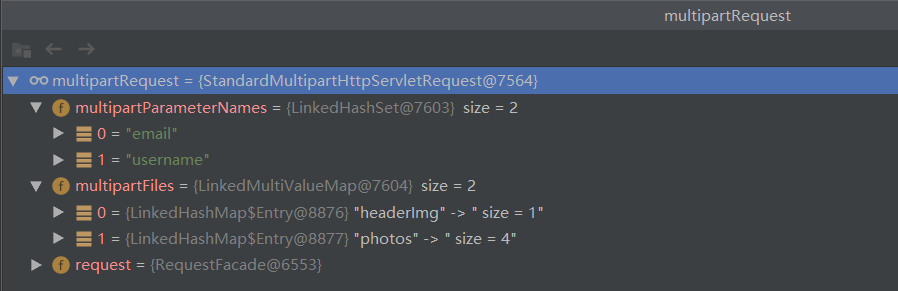 multipartRequest
multipartRequest = {StandardMultipartHttpServletRequest@7564}
f multipartParameterNames = {LinkedHashSet@7603} size = 2
0 = "email"
1 = "username"
f multipartFiles = {LinkedMultiValueMap@7604} size = 2
0 = {LinkedHashMap$Entry@8876} "headerImg" -> " size = 1"
1 = {LinkedHashMap$Entry@8877} "photos" -> " size = 4"
f request = {RequestFacade@6553}